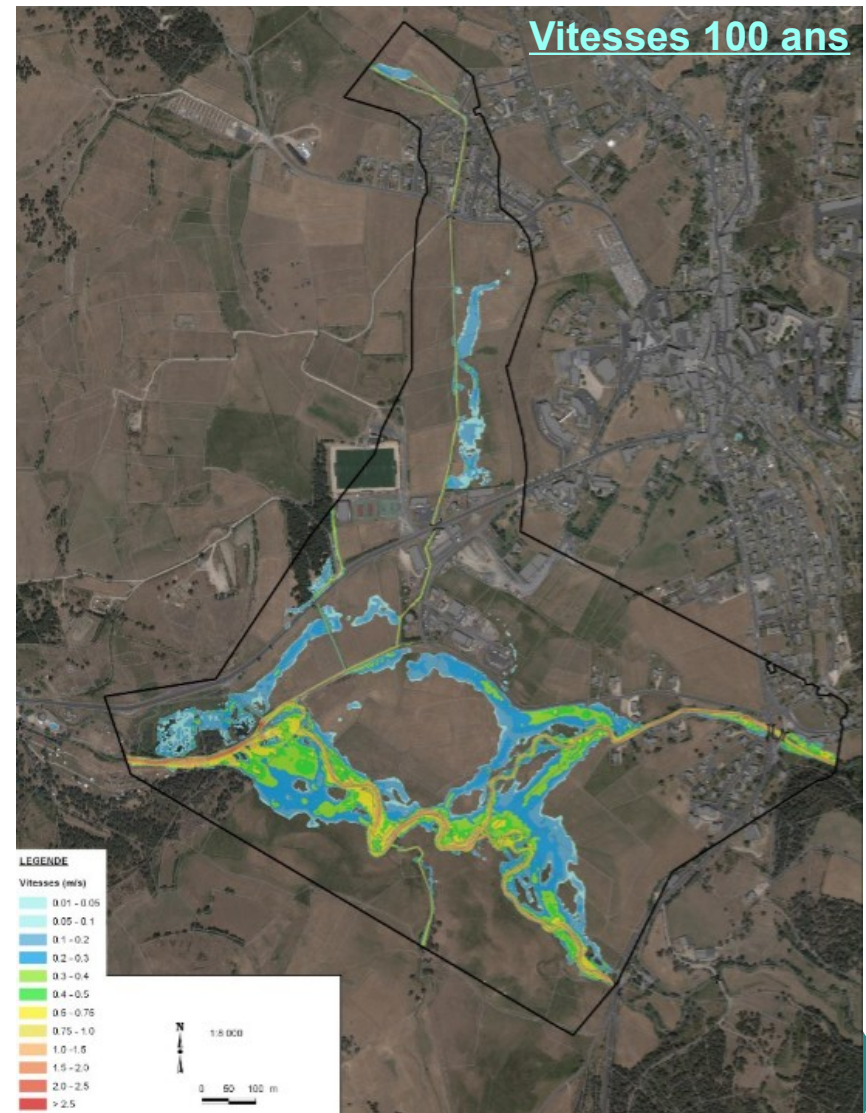 Vitesses 100 ans
LEGENDE
Vitesses (m/s)
0.01 - 0.05
0.05 - 0.1
0.1 - 0.2
0.2 - 0.3
0.3 - 0.4
0.4 - 0.5
0.5 - 0.75
0.75 - 1.0
1.0 - 1.5
1.5 - 2.0
2.0 - 2.5
> 2.5
N
1:8 000
0 50 100 m